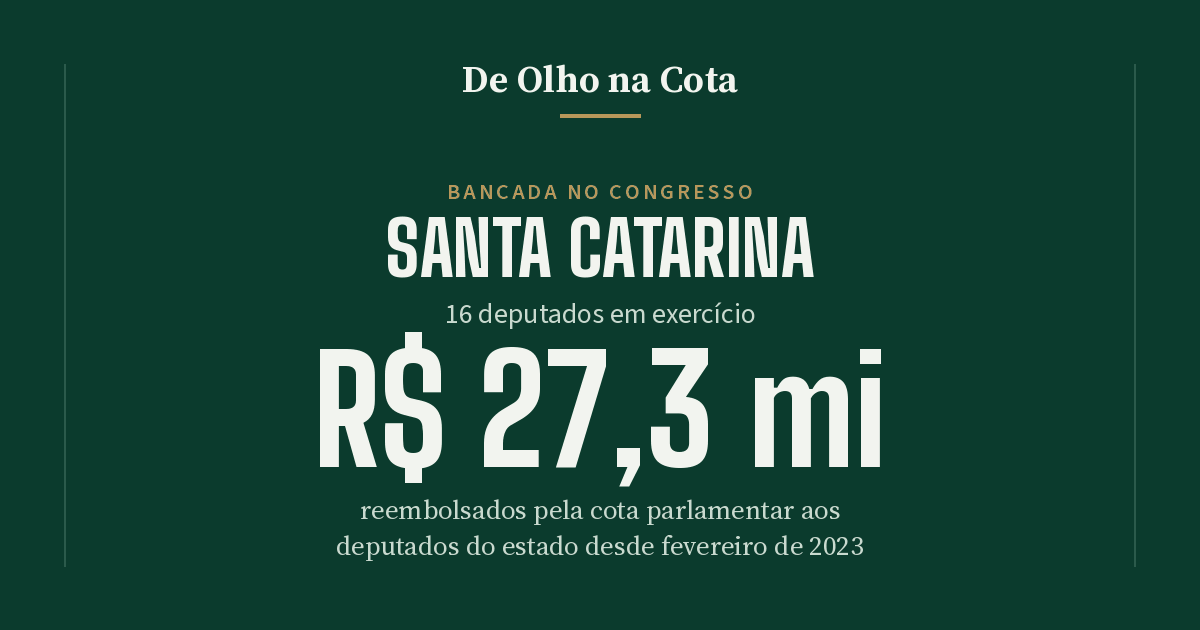 De Olho na Cota
BANCADA NO CONGRESSO
SANTA CATARINA
16 deputados em exercício
R$ 27,3 mi
reembolsados pela cota parlamentar aos
deputados do estado desde fevereiro de 2023